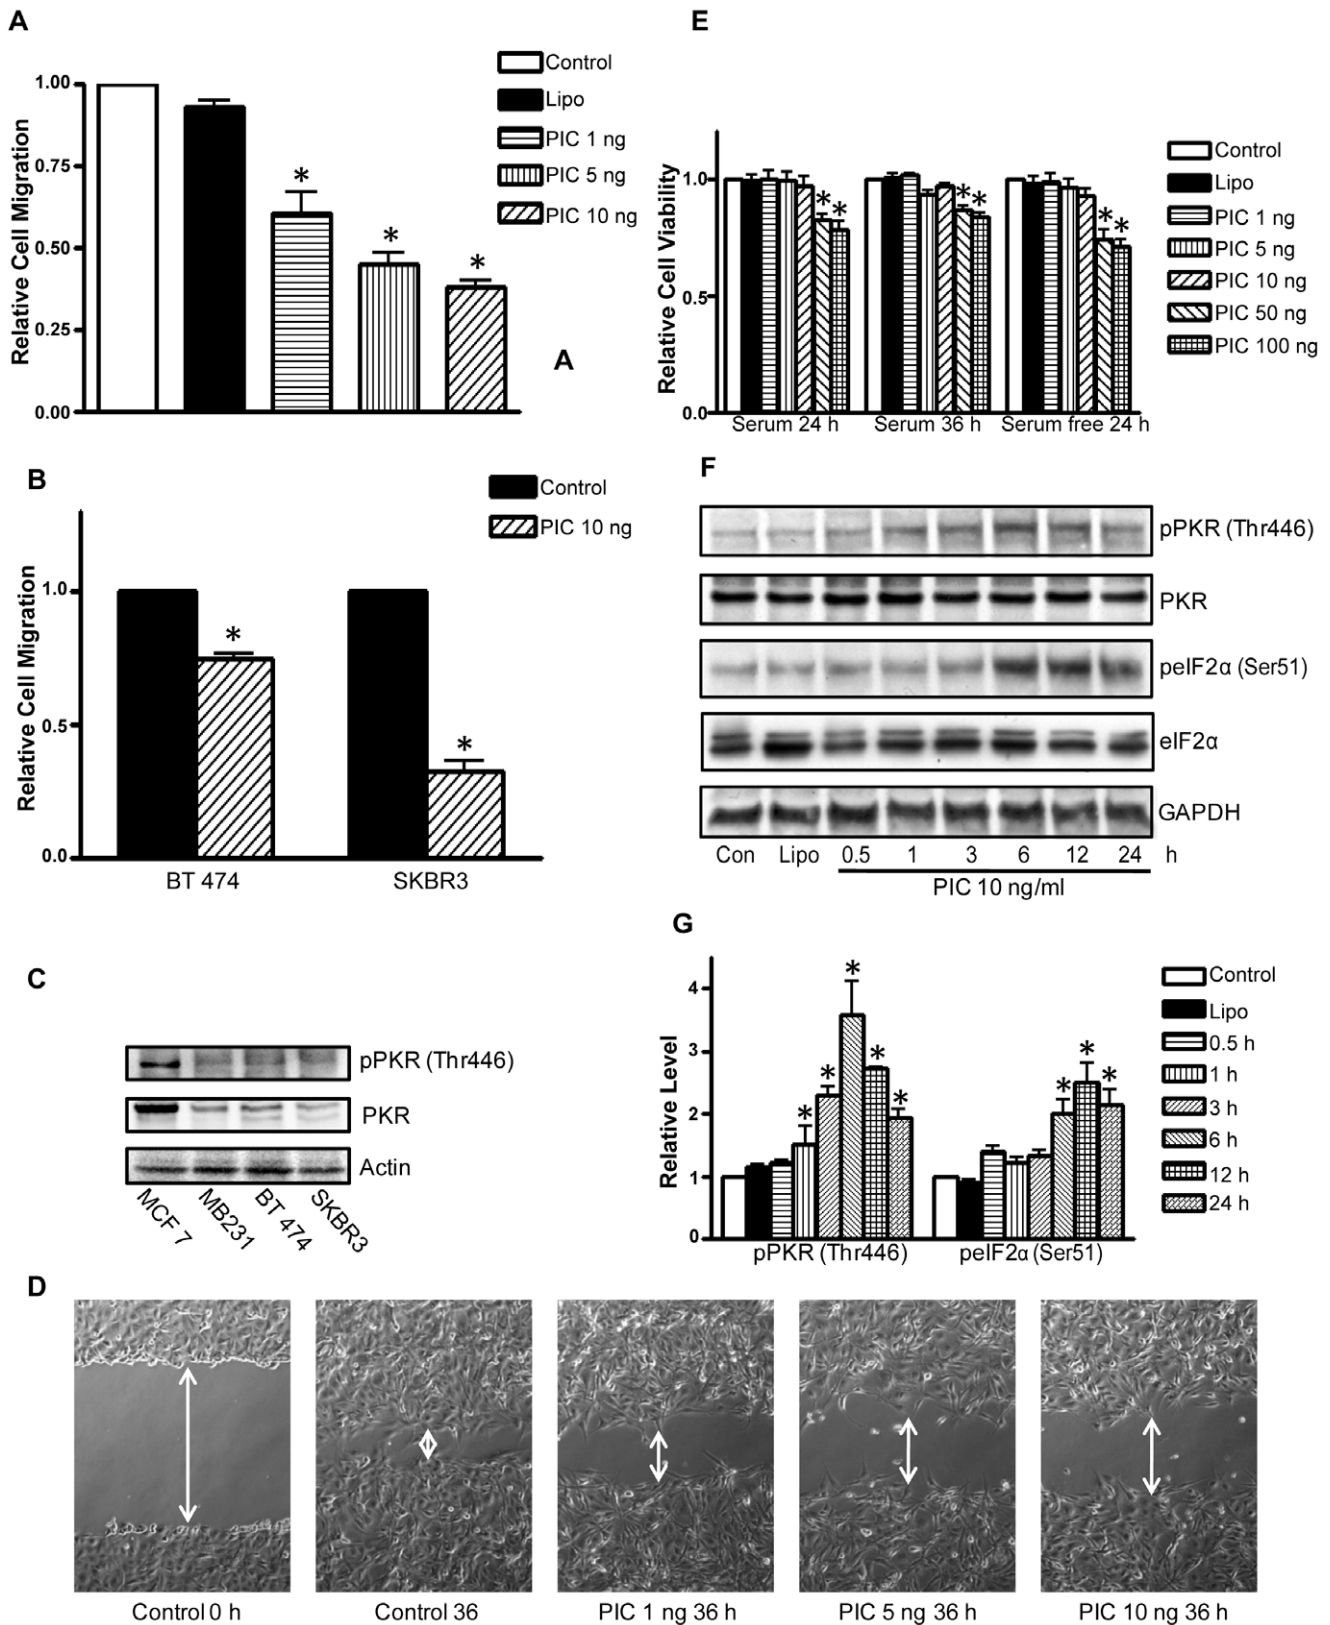 A
Relative Cell Migration
1.00
0.75
0.50
0.25
0.00
*
*
*
Control
Lipo
PIC 1 ng
PIC 5 ng
PIC 10 ng
A
B
Relative Cell Migration
1.0
0.5
0.0
*
*
Control
PIC 10 ng
BT 474 SKBR3
C
pPKR (Thr446)
PKR
Actin
MCF 7 MB231 BT 474 SKBR3
E
Relative Cell Viability
1.0
0.5
0.0
* * * * * *
Control
Lipo
PIC 1 ng
PIC 5 ng
PIC 10 ng
PIC 50 ng
PIC 100 ng
Serum 24 h Serum 36 h Serum free 24 h
F
pPKR (Thr446)
PKR
peIF2α (Ser51)
eIF2α
GAPDH
Con Lipo 0.5 1 3 6 12 24 h
PIC 10 ng/ml
G
Relative Level
4
3
2
1
0
* * * * * * * *
Control
Lipo
0.5 h
1 h
3 h
6 h
12 h
24 h
pPKR (Thr446) peIF2α (Ser51)
D
Control 0 h Control 36 PIC 1 ng 36 h PIC 5 ng 36 h PIC 10 ng 36 h